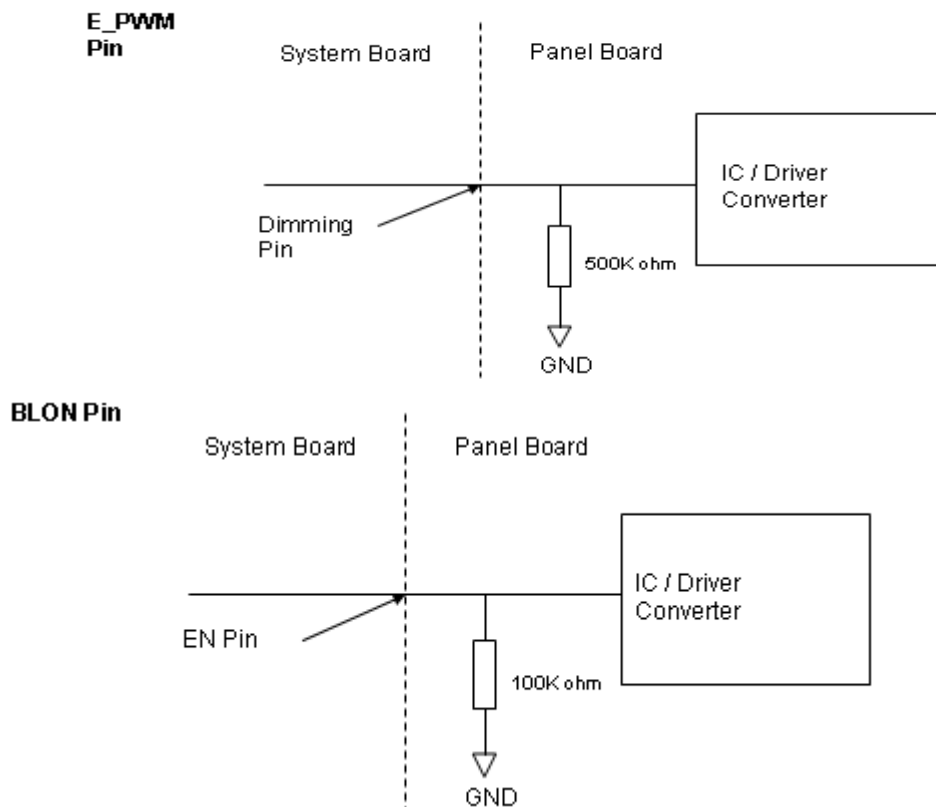 E_PWM
Pin
System Board
Panel Board
IC / Driver
Converter
Dimming
Pin
500K ohm
GND
BLON Pin
System Board
Panel Board
IC / Driver
Converter
EN Pin
100K ohm
GND